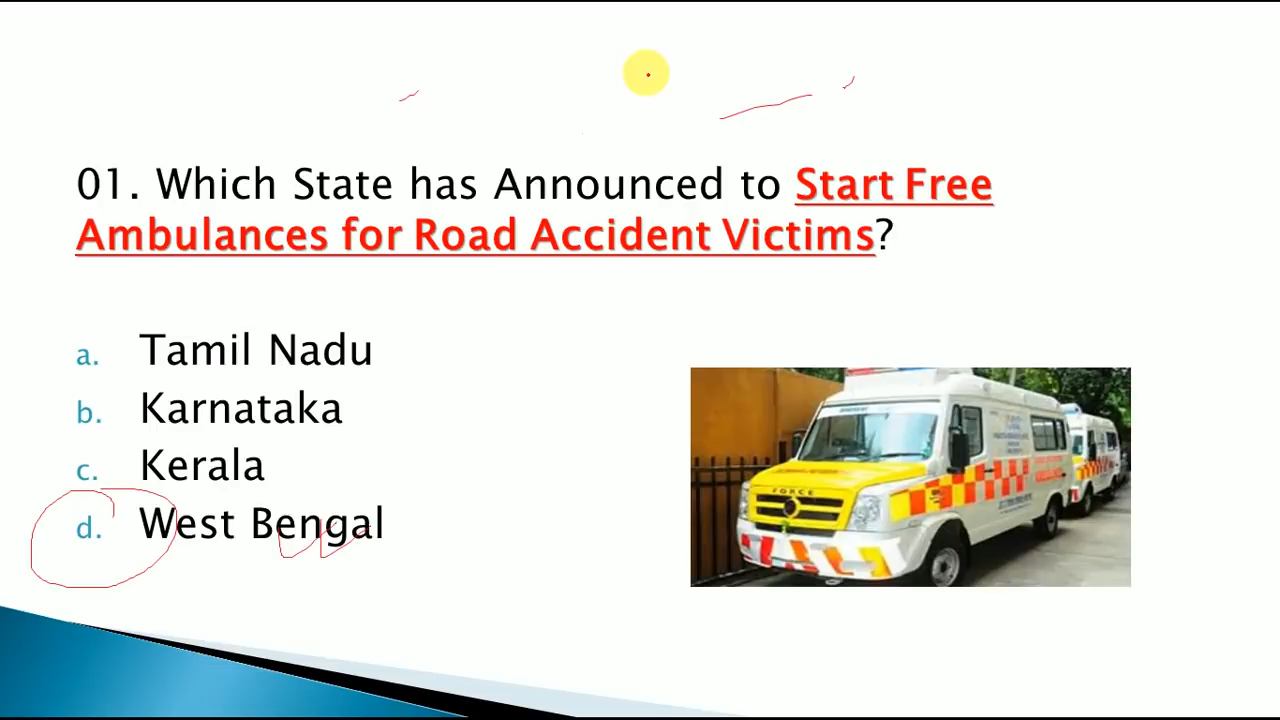 01. Which State has Announced to Start Free
Ambulances for Road Accident Victims?
a. Tamil Nadu
b. Karnataka
c. Kerala
d. West Bengal
FORCE